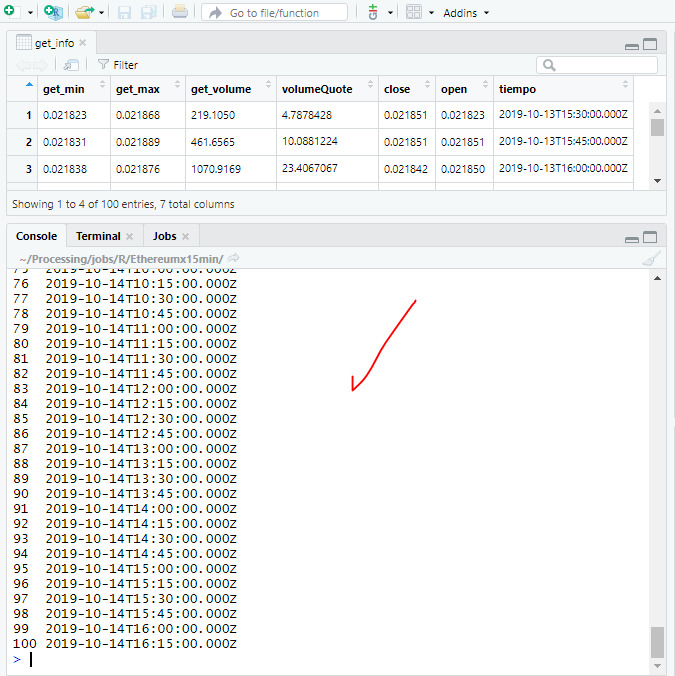 Go to file/function
Addins
get_info
Filter
get_min get_max get_volume volumeQuote close open tiempo
1 0.021823 0.021868 219.1050 4.7878428 0.021851 0.021823 2019-10-13T15:30:00.000Z
2 0.021831 0.021889 461.6565 10.0881224 0.021851 0.021851 2019-10-13T15:45:00.000Z
3 0.021838 0.021876 1070.9169 23.4067067 0.021842 0.021850 2019-10-13T16:00:00.000Z
Showing 1 to 4 of 100 entries, 7 total columns
Console Terminal Jobs
~/Processing/jobs/R/Ethereumx15min/
75 2019-10-14T10:00:00.000Z
76 2019-10-14T10:15:00.000Z
77 2019-10-14T10:30:00.000Z
78 2019-10-14T10:45:00.000Z
79 2019-10-14T11:00:00.000Z
80 2019-10-14T11:15:00.000Z
81 2019-10-14T11:30:00.000Z
82 2019-10-14T11:45:00.000Z
83 2019-10-14T12:00:00.000Z
84 2019-10-14T12:15:00.000Z
85 2019-10-14T12:30:00.000Z
86 2019-10-14T12:45:00.000Z
87 2019-10-14T13:00:00.000Z
88 2019-10-14T13:15:00.000Z
89 2019-10-14T13:30:00.000Z
90 2019-10-14T13:45:00.000Z
91 2019-10-14T14:00:00.000Z
92 2019-10-14T14:15:00.000Z
93 2019-10-14T14:30:00.000Z
94 2019-10-14T14:45:00.000Z
95 2019-10-14T15:00:00.000Z
96 2019-10-14T15:15:00.000Z
97 2019-10-14T15:30:00.000Z
98 2019-10-14T15:45:00.000Z
99 2019-10-14T16:00:00.000Z
100 2019-10-14T16:15:00.000Z
>